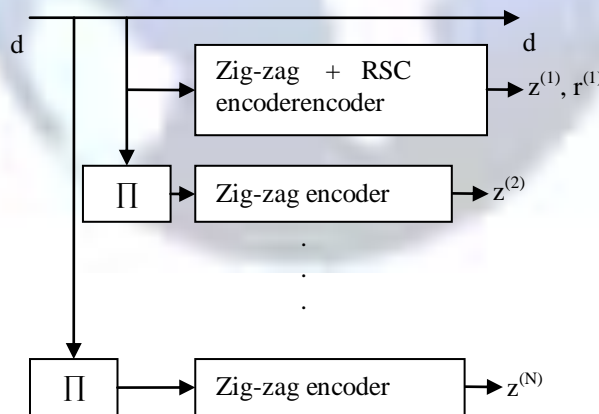 d
d
Zig-zag + RSC
encoderencoder
z(1), r(1)
∏
Zig-zag encoder
z(2)
.
.
.
∏
Zig-zag encoder
z(N)